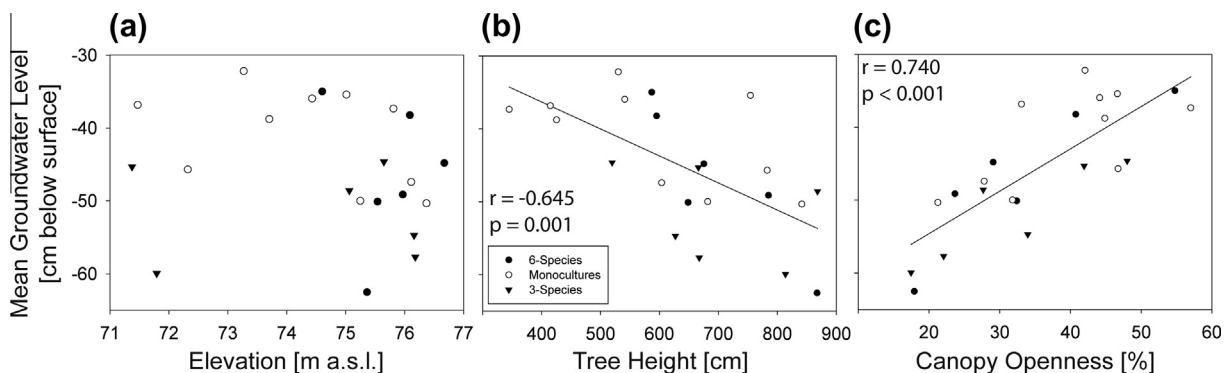 (a)
(b)
(c)
Mean Groundwater Level
[cm below surface]
-30
-40
-50
-60
71
72
73
74
75
76
77
Elevation [m a.s.l.]
r = -0.645
p = 0.001
6-Species
Monocultures
3-Species
400
500
600
700
800
900
Tree Height [cm]
r = 0.740
p < 0.001
20
30
40
50
60
Canopy Openness [%]